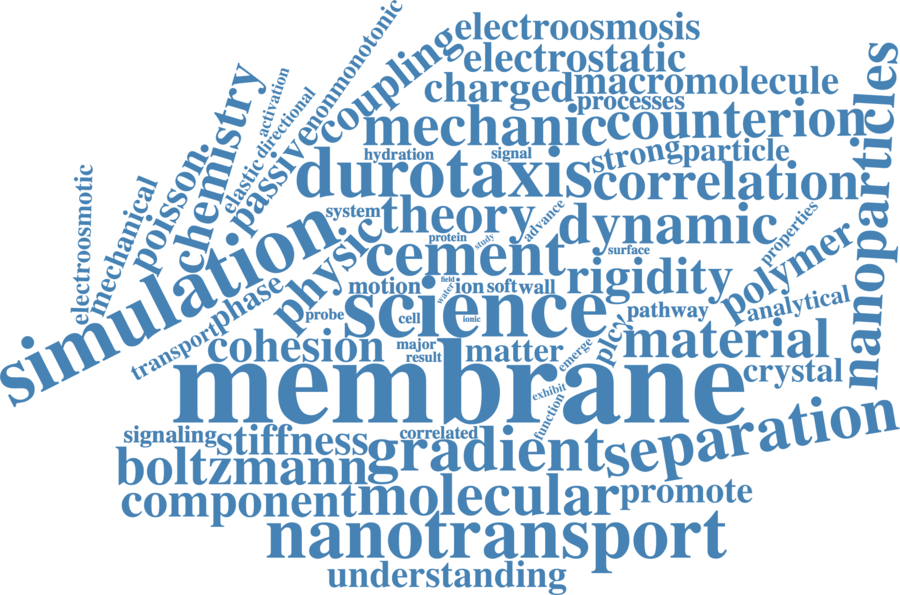 electroosmosis
electrostatic
nonmonotonic
coupling
charged
macromolecule
processes
activation
directional
elastic
passive
chemistry
poisson.
mechanical
electroosmotic
mechanic
counterion
hydration
signal
strong
particle
durotaxis
correlation
nanoparticles
system
theory
advance
dynamic
properties
protein
study
surface
physic
cement
rigidity
polymer
simulation
phase
transport
motion
field
water
ion
soft
wall
analytical
probe
science
cell
ionic
pathway
plcγ
material
cohesion
major
result
matter
emerge
membrane
crystal
exhibit
function
signaling
stiffness
correlated
gradient
separation
boltzmann
component
molecular
promote
nanotransport
understanding